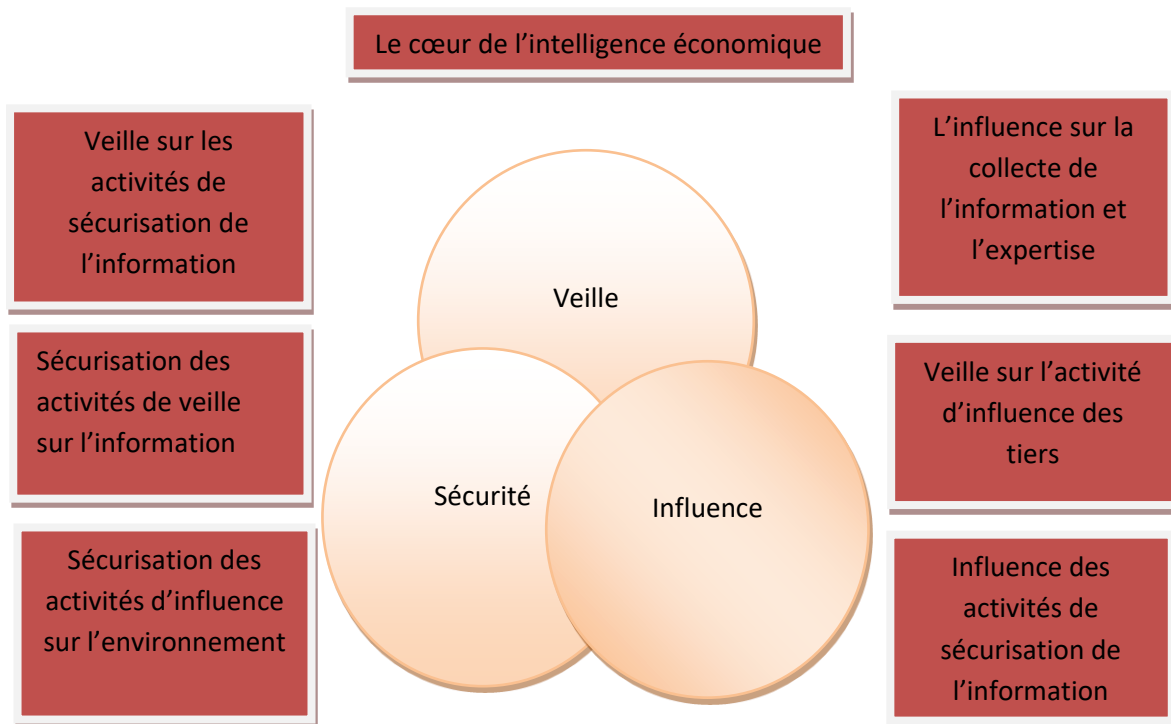 Le cœur de l’intelligence économique
Veille sur les
activités de
sécurisation de
l’information
Sécurisation des
activités de veille
sur l’information
Sécurisation des
activités d’influence
sur l’environnement
Veille
Sécurité
Influence
L’influence sur la
collecte de
l’information et
l’expertise
Veille sur l’activité
d’influence des
tiers
Influence des
activités de
sécurisation de
l’information